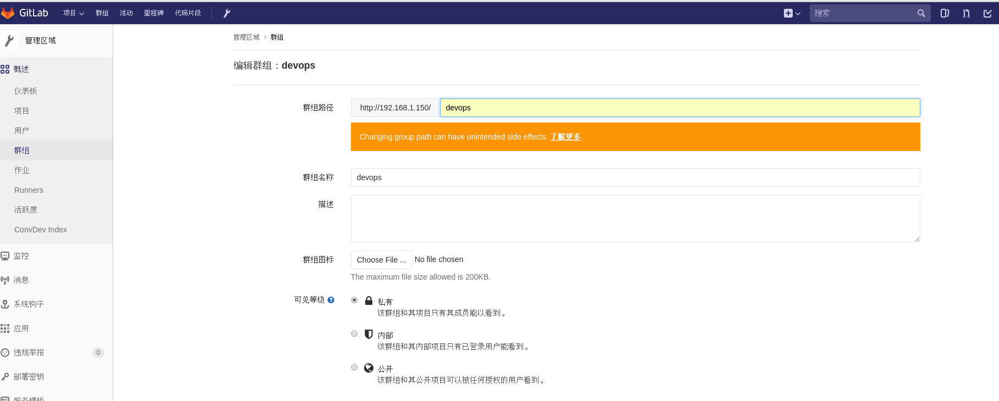 GitLab 项目 群组 活动 里程碑 代码片段 搜索
管理区域
概述
仪表板
项目
用户
群组
作业
Runners
活跃度
ConvDev Index
监控
消息
系统钩子
应用
违规举报 0
部署密钥
服务模板
管理区域 › 群组
编辑群组：devops
群组路径 http://192.168.1.150/ devops
Changing group path can have unintended side effects. 了解更多.
群组名称 devops
描述
群组图标 Choose File ... No file chosen
The maximum file size allowed is 200KB.
可见等级 ?
私有
该群组和其项目只有其成员能以看到。
内部
该群组和其内部项目只有已登录用户能看到。
公开
该群组和其公开项目可以被任何授权的用户看到。